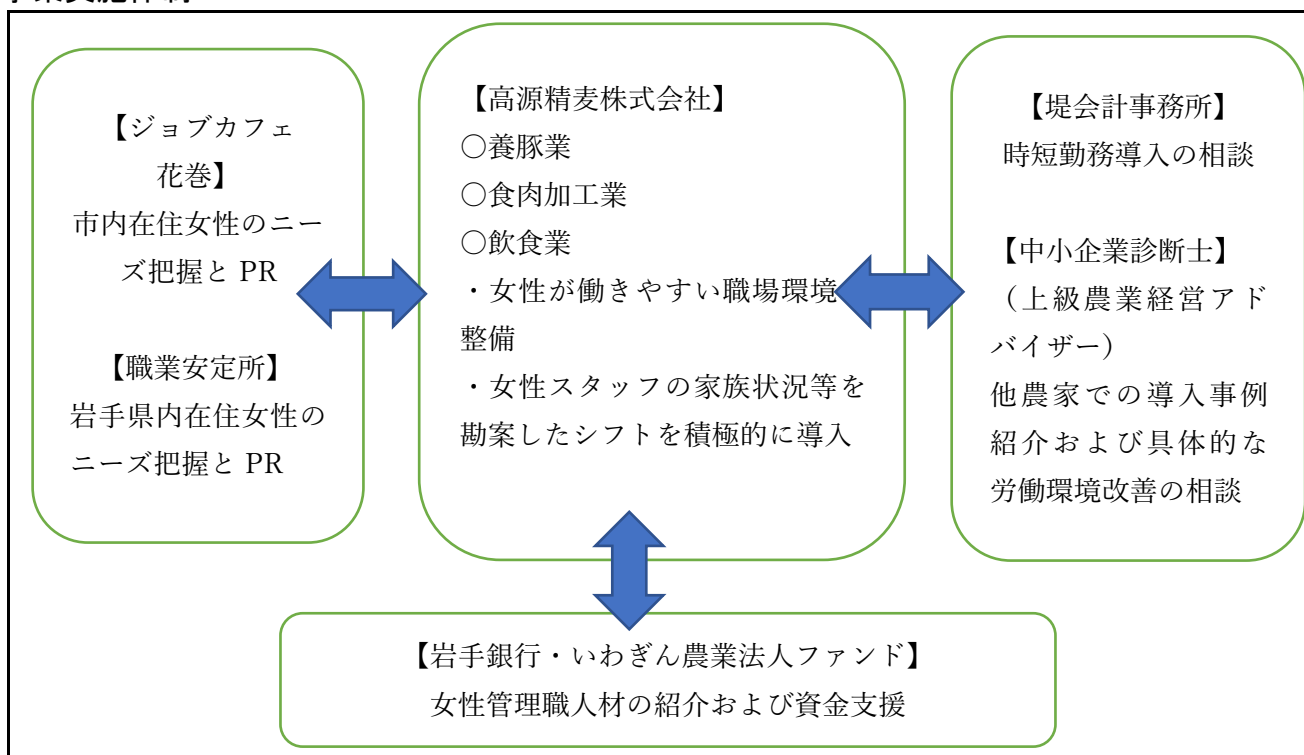 【ジョブカフェ
花巻】
市内在住女性のニー
ズ把握と PR
【職業安定所】
岩手県内在住女性の
ニーズ把握と PR
【高源精麦株式会社】
○養豚業
○食肉加工業
○飲食業
・女性が働きやすい職場環境
整備
・女性スタッフの家族状況等を
勘案したシフトを積極的に導入
【堤会計事務所】
時短勤務導入の相談
【中小企業診断士】
（上級農業経営アド
バイザー）
他農家での導入事例
紹介および具体的な
労働環境改善の相談
【岩手銀行・いわぎん農業法人ファンド】
女性管理職人材の紹介および資金支援